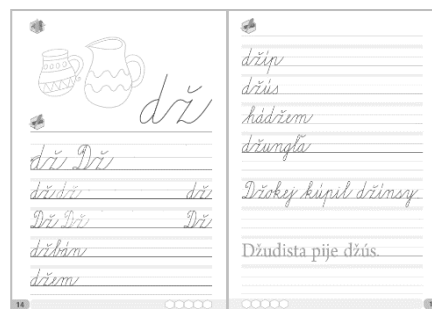 dž
dž Dž
dž dž dž
Dž Dž Dž
džbán
džem
14
džíp
džús
hádžem
džungľa
Džokej kúpil džínsy
Džudista pije džús.